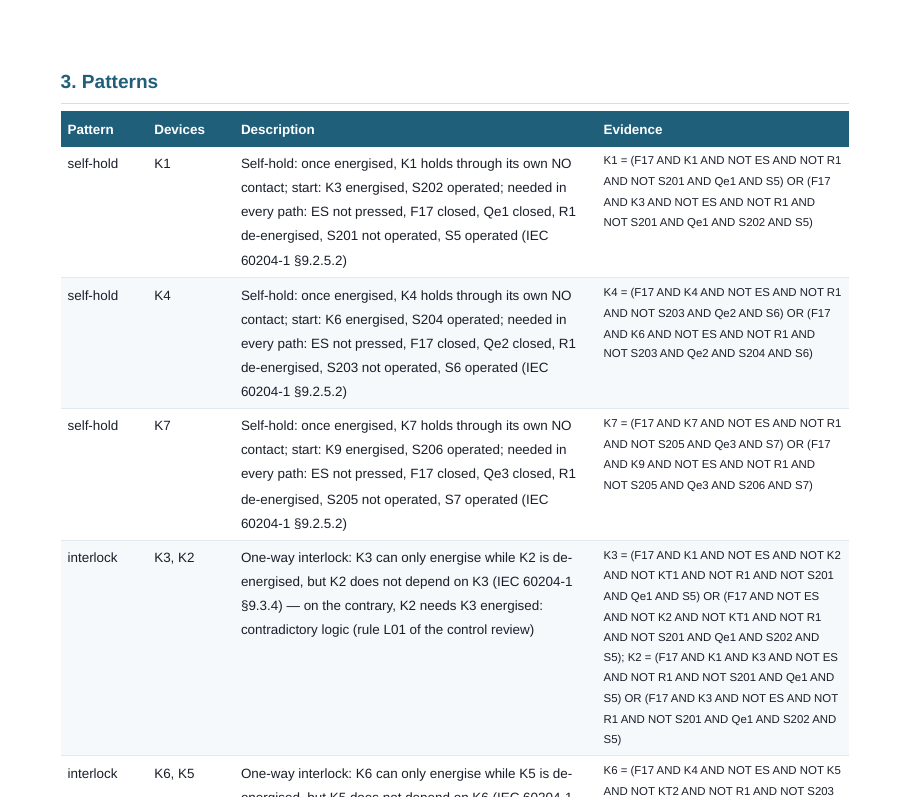 3. Patterns
Pattern Devices Description Evidence
self-hold K1
Self-hold: once energised, K1 holds through its own NO
contact; start: K3 energised, S202 operated; needed in
every path: ES not pressed, F17 closed, Qe1 closed, R1
de-energised, S201 not operated, S5 operated (IEC
60204-1 §9.2.5.2)
K1 = (F17 AND K1 AND NOT ES AND NOT R1
AND NOT S201 AND Qe1 AND S5) OR (F17
AND K3 AND NOT ES AND NOT R1 AND
NOT S201 AND Qe1 AND S202 AND S5)
self-hold K4
Self-hold: once energised, K4 holds through its own NO
contact; start: K6 energised, S204 operated; needed in
every path: ES not pressed, F17 closed, Qe2 closed, R1
de-energised, S203 not operated, S6 operated (IEC
60204-1 §9.2.5.2)
K4 = (F17 AND K4 AND NOT ES AND NOT R1
AND NOT S203 AND Qe2 AND S6) OR (F17
AND K6 AND NOT ES AND NOT R1 AND
NOT S203 AND Qe2 AND S204 AND S6)
self-hold K7
Self-hold: once energised, K7 holds through its own NO
contact; start: K9 energised, S206 operated; needed in
every path: ES not pressed, F17 closed, Qe3 closed, R1
de-energised, S205 not operated, S7 operated (IEC
60204-1 §9.2.5.2)
K7 = (F17 AND K7 AND NOT ES AND NOT R1
AND NOT S205 AND Qe3 AND S7) OR (F17
AND K9 AND NOT ES AND NOT R1 AND
NOT S205 AND Qe3 AND S206 AND S7)
interlock K3, K2
One-way interlock: K3 can only energise while K2 is de-
energised, but K2 does not depend on K3 (IEC 60204-1
§9.3.4) — on the contrary, K2 needs K3 energised:
contradictory logic (rule L01 of the control review)
K3 = (F17 AND K1 AND NOT ES AND NOT K2
AND NOT KT1 AND NOT R1 AND NOT S201
AND Qe1 AND S5) OR (F17 AND NOT ES
AND NOT K2 AND NOT KT1 AND NOT R1
AND NOT S201 AND Qe1 AND S202 AND
S5); K2 = (F17 AND K1 AND K3 AND NOT ES
AND NOT R1 AND NOT S201 AND Qe1 AND
S5) OR (F17 AND K3 AND NOT ES AND NOT
R1 AND NOT S201 AND Qe1 AND S202 AND
S5)
interlock K6, K5
One-way interlock: K6 can only energise while K5 is de-
energised, but K5 does not depend on K6 (IEC 60204-1
K6 = (F17 AND K4 AND NOT ES AND NOT K5
AND NOT KT2 AND NOT R1 AND NOT S203